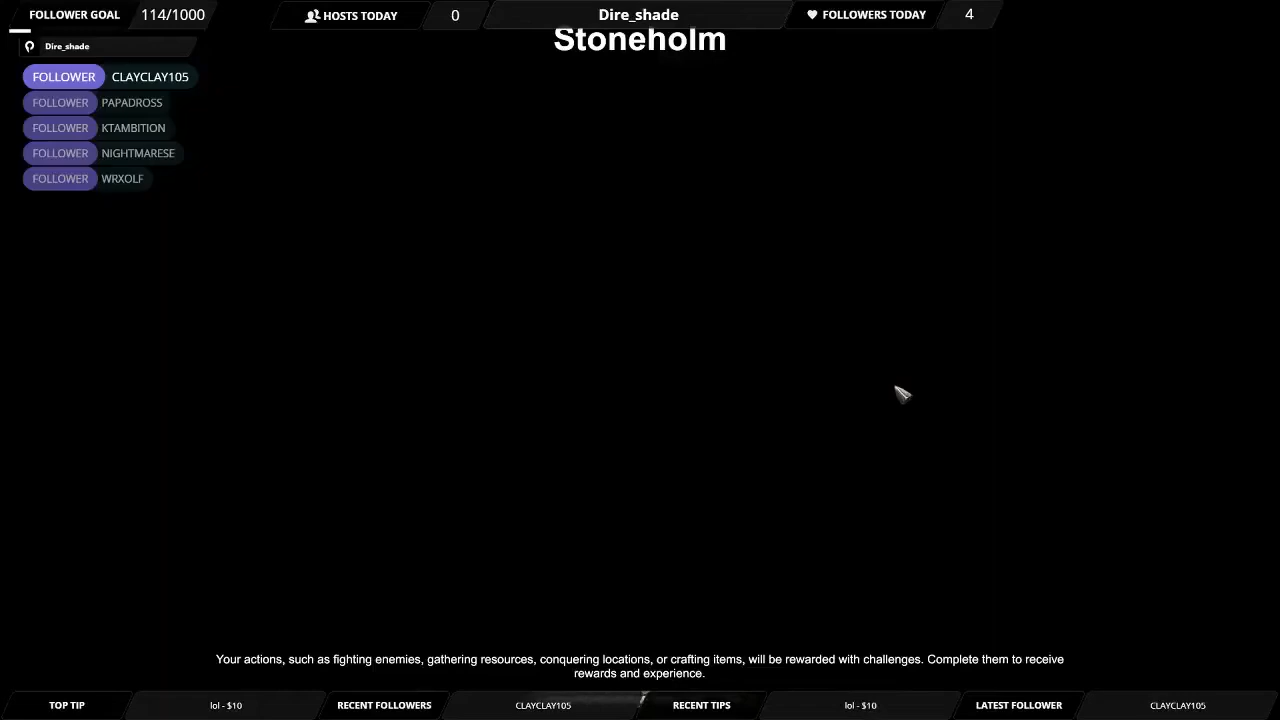 FOLLOWER GOAL 114/1000 HOSTS TODAY 0 Dire_shade FOLLOWERS TODAY 4
Stoneholm
Dire_shade
FOLLOWER CLAYCLAY105
FOLLOWER PAPADROSS
FOLLOWER KTAMBITION
FOLLOWER NIGHTMARESE
FOLLOWER WRXOLF
Your actions, such as fighting enemies, gathering resources, conquering locations, or crafting items, will be rewarded with challenges. Complete them to receive
rewards and experience.
TOP TIP lol - $10 RECENT FOLLOWERS CLAYCLAY105 RECENT TIPS lol - $10 LATEST FOLLOWER CLAYCLAY105